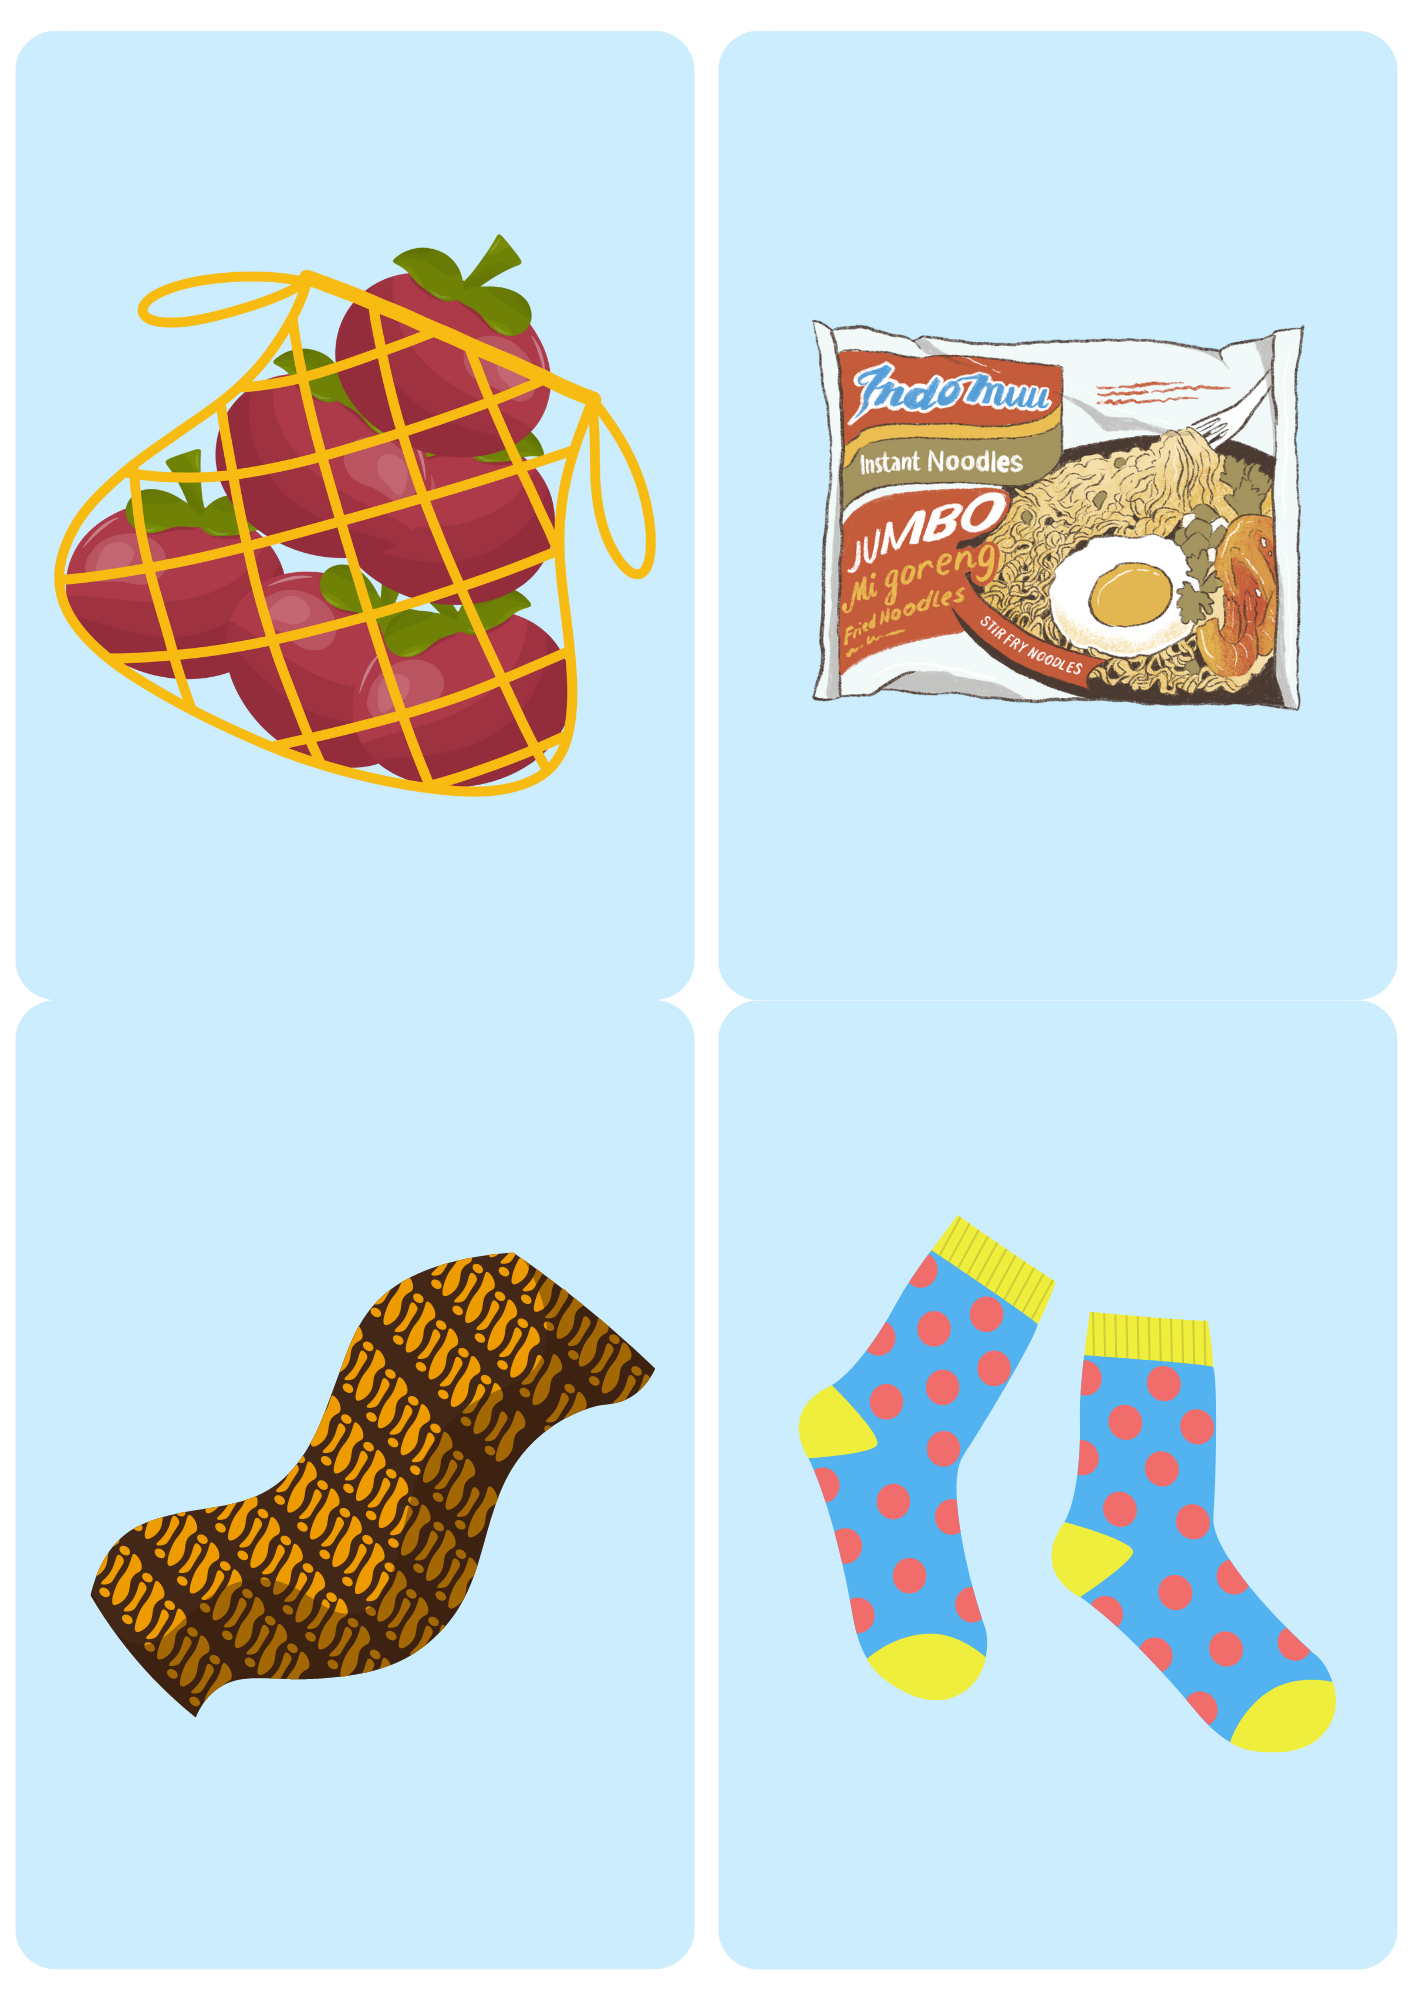 Indomuu
Instant Noodles
JUMBO
Mi goreng
Fried Noodles
STIR FRY NOODLES